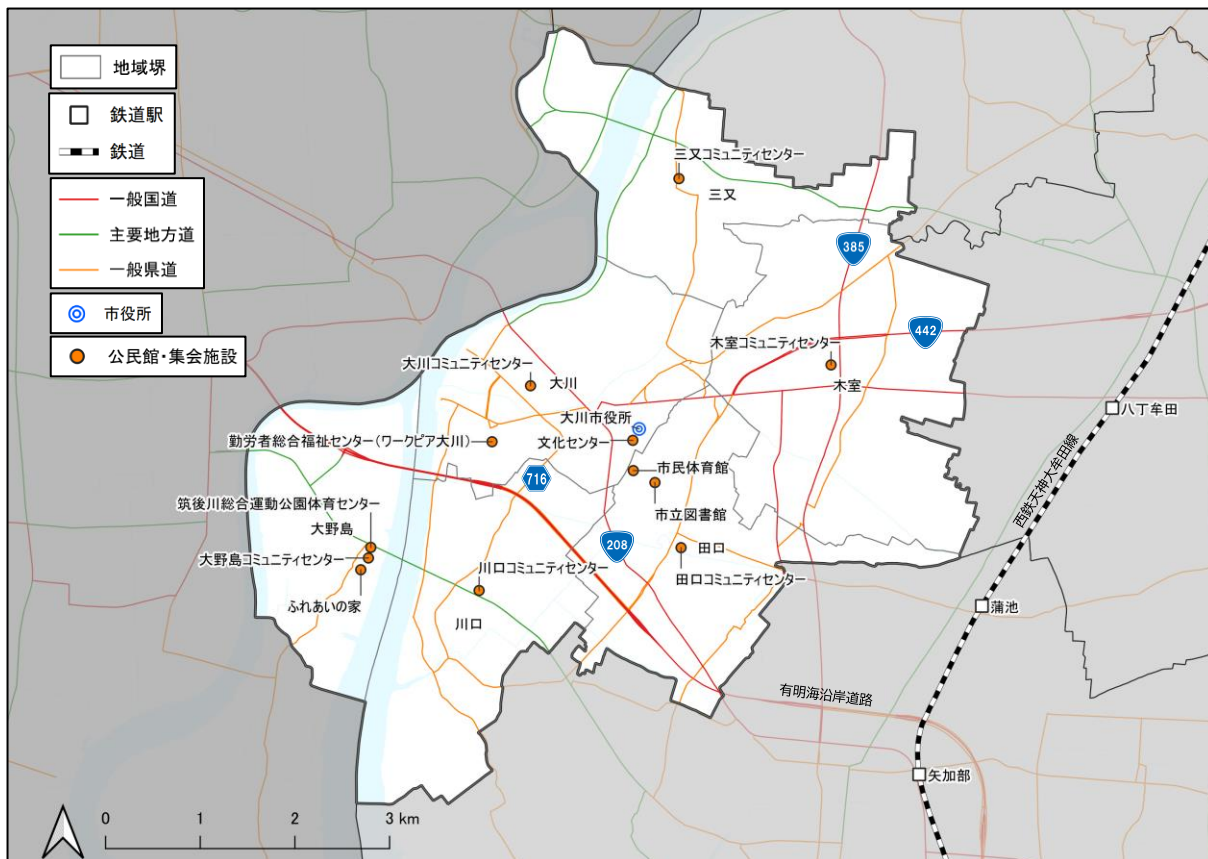 地域堺
鉄道駅
鉄道
一般国道
主要地方道
一般県道
市役所
公民館・集会施設
三又コミュニティセンター
三又
385
442
木室コミュニティセンター
木室
大川コミュニティセンター
大川
大川市役所
文化センター
勤労者総合福祉センター(ワークピア大川)
市民体育館
716
市立図書館
筑後川総合運動公園体育センター
大野島
大野島コミュニティセンター
ふれあいの家
208
田口
田口コミュニティセンター
川口コミュニティセンター
川口
八丁牟田
西鉄天神大牟田線
蒲池
有明海沿岸道路
矢加部
0 1 2 3 km